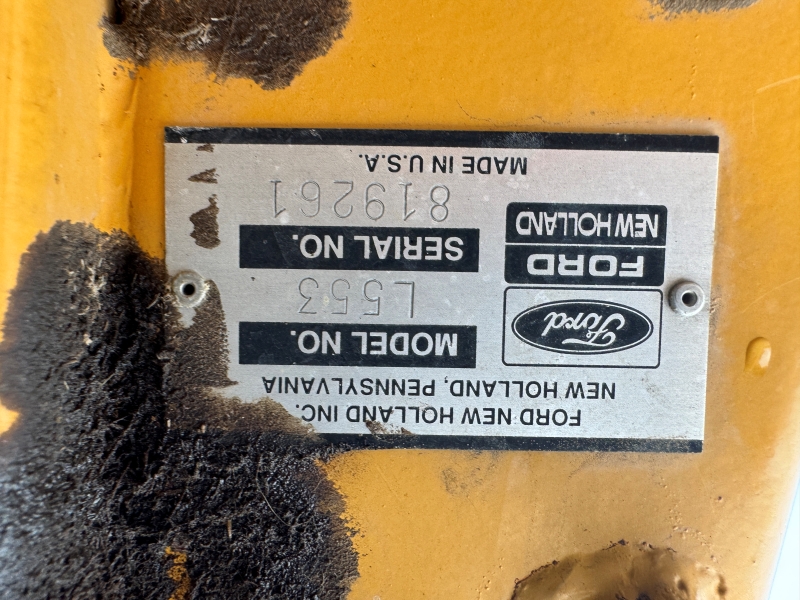 FORD NEW HOLLAND INC.
NEW HOLLAND, PENNSYLVANIA
Ford
FORD
NEW HOLLAND
MODEL NO.
L553
SERIAL NO.
819261
MADE IN U.S.A.